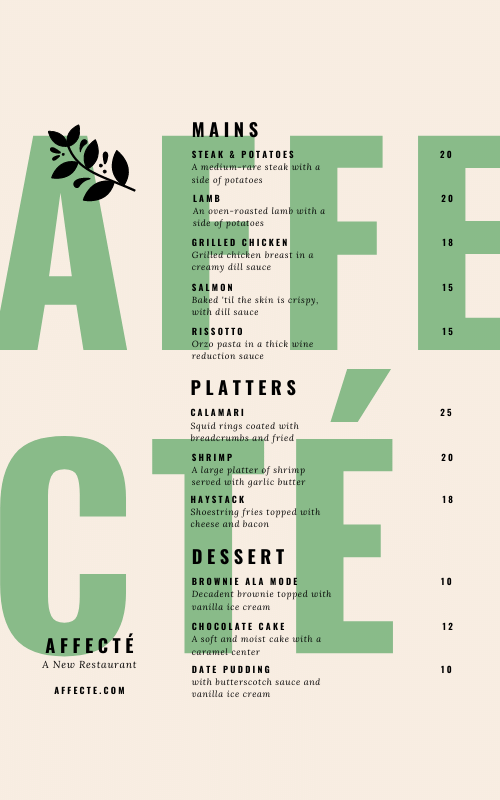 AFFE
CTÉ
MAINS
STEAK & POTATOES 20
A medium-rare steak with a
side of potatoes
LAMB 20
An oven-roasted lamb with a
side of potatoes
GRILLED CHICKEN 18
Grilled chicken breast in a
creamy dill sauce
SALMON 15
Baked 'til the skin is crispy,
with dill sauce
RISSOTTO 15
Orzo pasta in a thick wine
reduction sauce
PLATTERS
CALAMARI 25
Squid rings coated with
breadcrumbs and fried
SHRIMP 20
A large platter of shrimp
served with garlic butter
HAYSTACK 18
Shoestring fries topped with
cheese and bacon
DESSERT
BROWNIE ALA MODE 10
Decadent brownie topped with
vanilla ice cream
CHOCOLATE CAKE 12
A soft and moist cake with a
caramel center
DATE PUDDING 10
with butterscotch sauce and
vanilla ice cream
AFFECTÉ
A New Restaurant
AFFECTE.COM